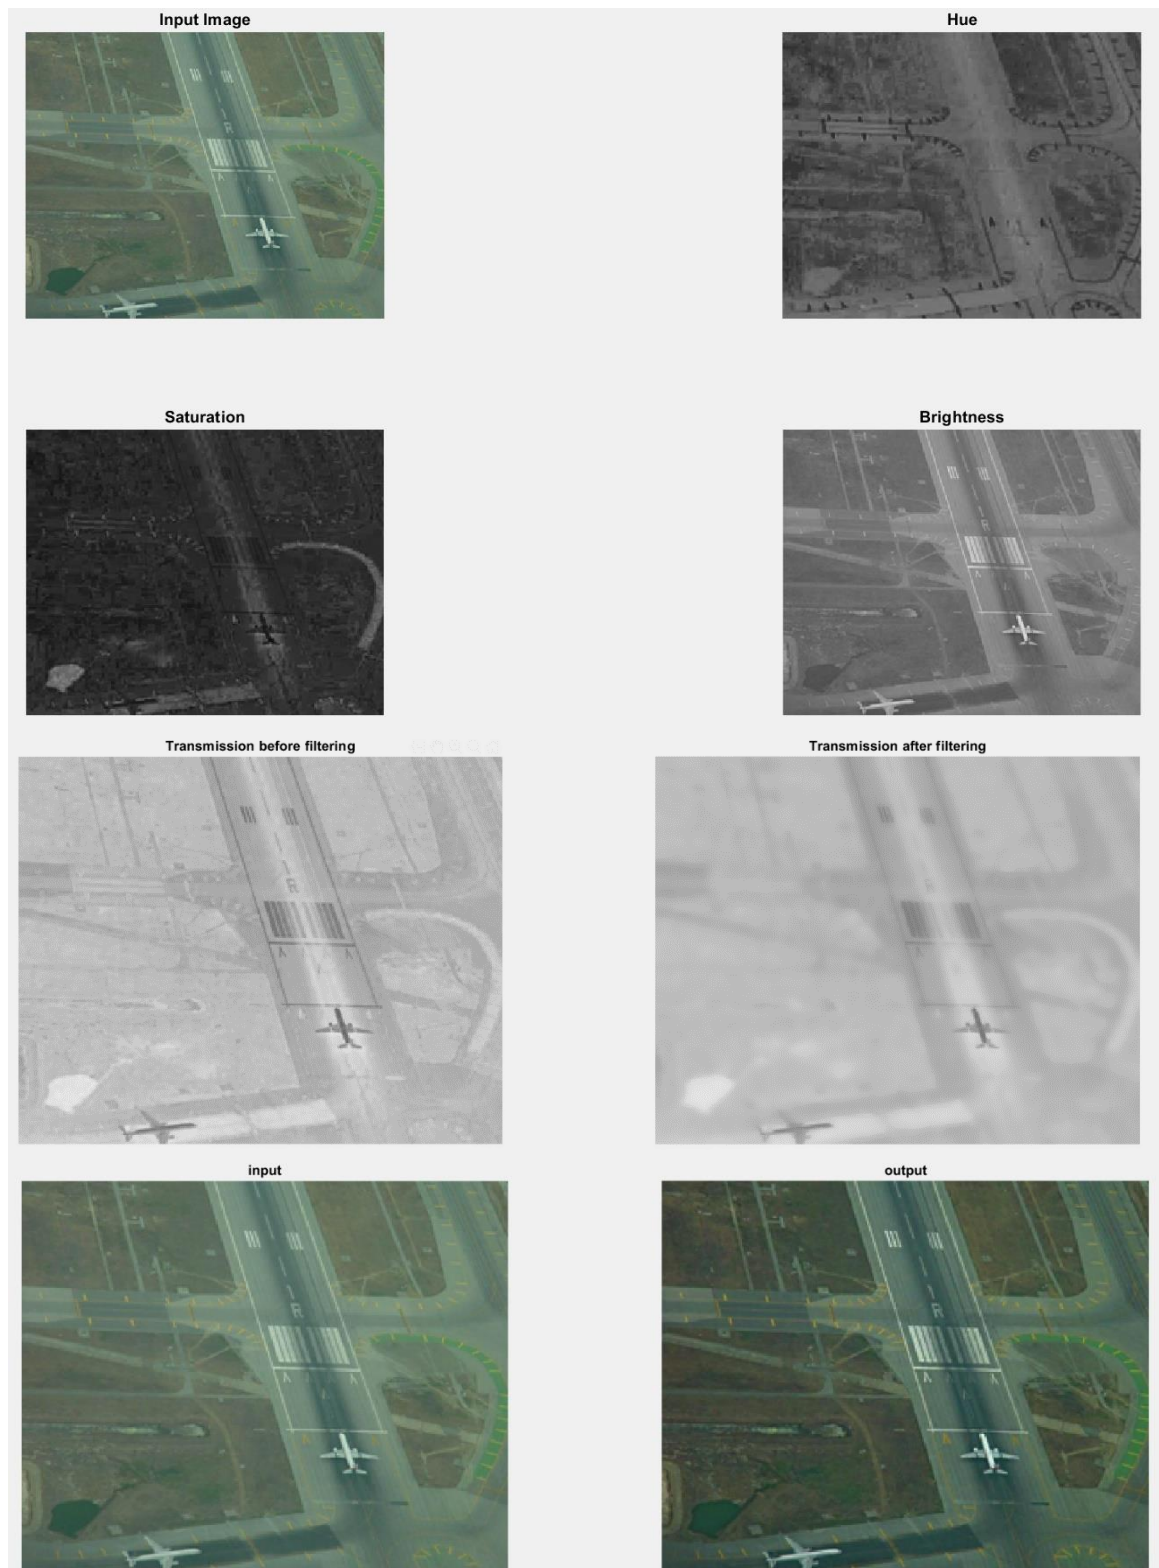 Input Image
Hue
Saturation
Brightness
Transmission before filtering
Transmission after filtering
input
output